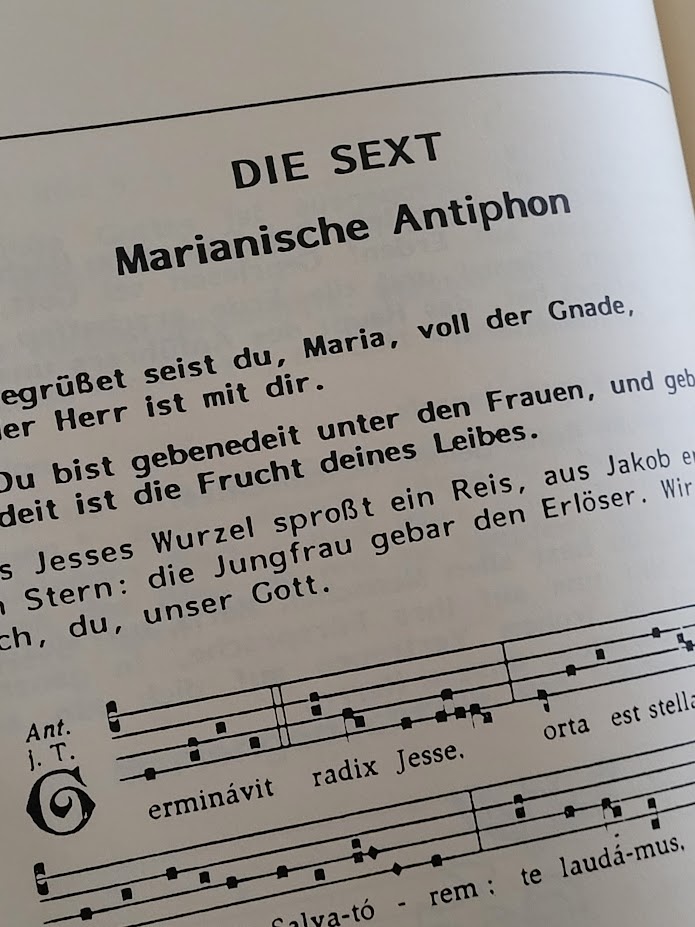 DIE SEXT
Marianische Antiphon
egrüßet seist du, Maria, voll der Gnade,
er Herr ist mit dir.
Du bist gebenedeit unter den Frauen, und geb
deit ist die Frucht deines Leibes.
s Jesses Wurzel sproßt ein Reis, aus Jakob e
n Stern: die Jungfrau gebar den Erlöser. Wir
ch, du, unser Gott.
Ant.
j. T.
G erminávit radix Jesse. orta est stella
Salva-tó - rem : te laudá-mus,